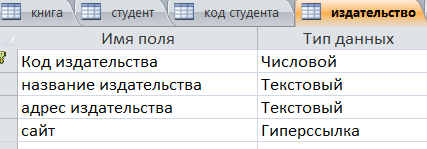 книга студент код студента издательство
Имя поля Тип данных
Код издательства Числовой
название издательства Текстовый
адрес издательства Текстовый
сайт Гиперссылка